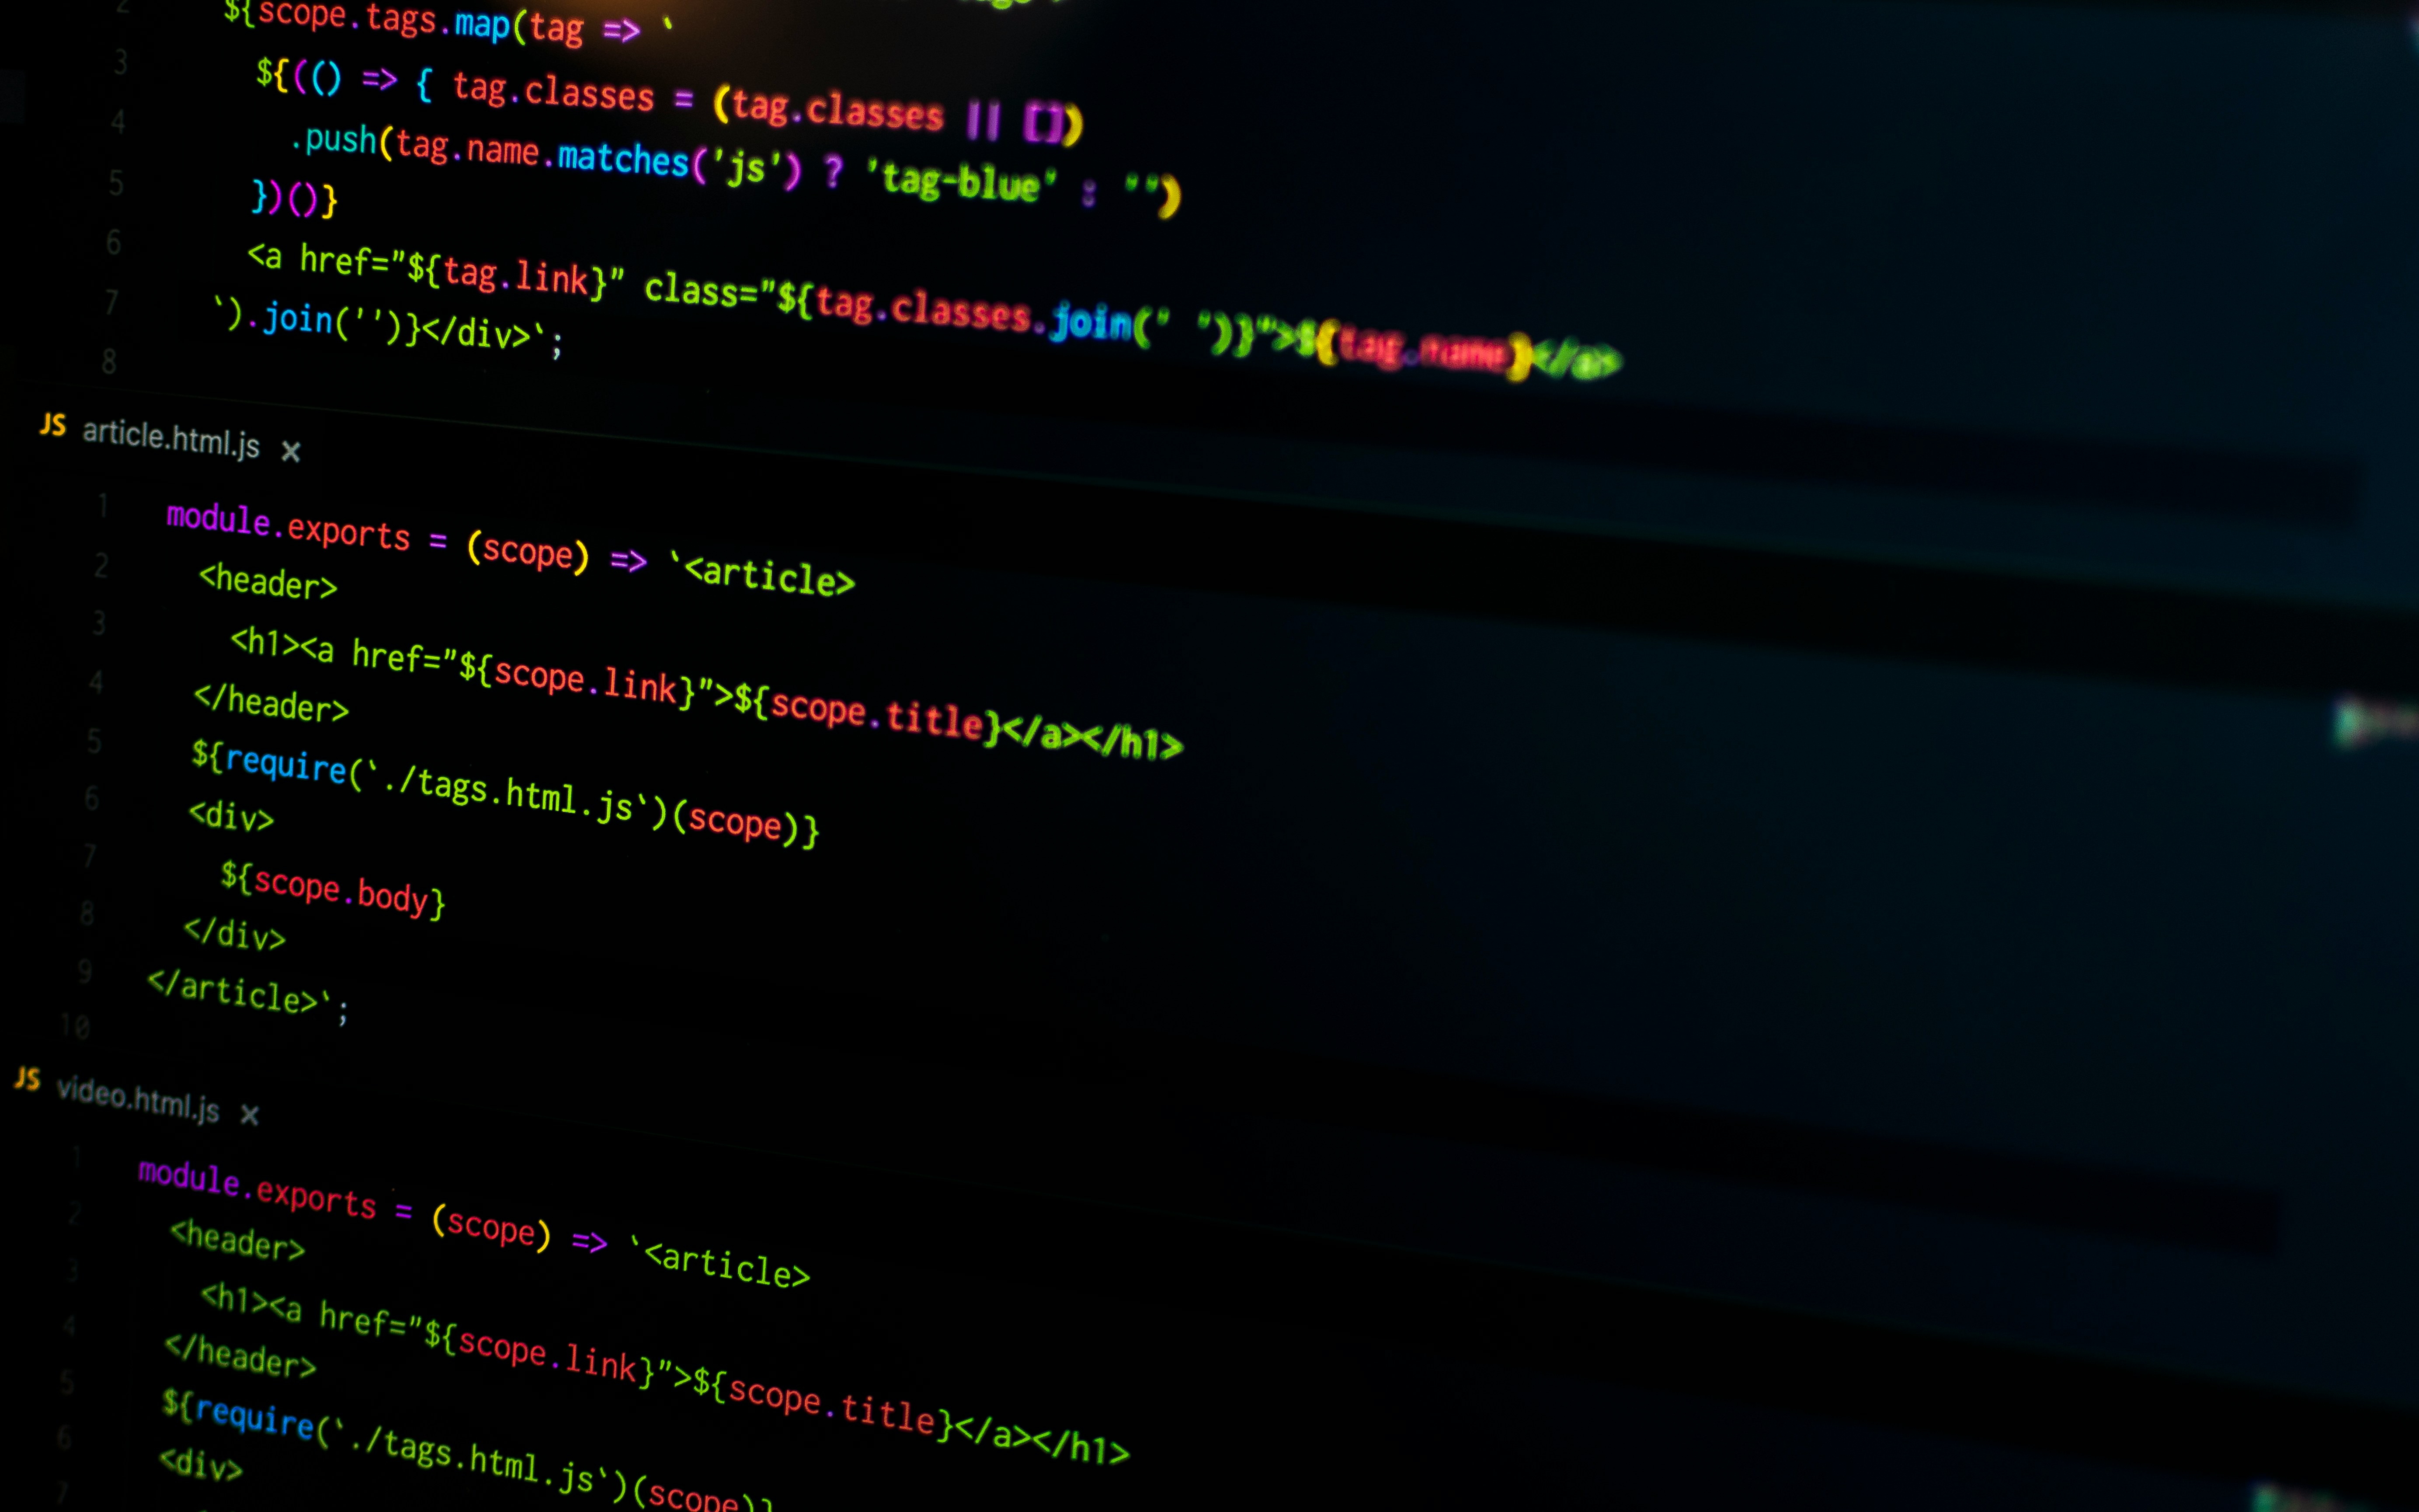 2
${scope.tags.map(tag => `
3
${(() => { tag.classes = (tag.classes || [])
4
.push(tag.name.matches('js') ? 'tag-blue' : '')
5
})()}
6
<a href="${tag.link}" class="${tag.classes.join(' ')}">${tag.name}</a>
7
`).join('')}</div>`;
8
JS article.html.js ×
1
module.exports = (scope) => `<article>
2
<header>
3
<h1><a href="${scope.link}">${scope.title}</a></h1>
4
</header>
5
${require(`./tags.html.js`)(scope)}
6
<div>
7
${scope.body}
8
</div>
9
</article>`;
10
JS video.html.js ×
1
module.exports = (scope) => `<article>
2
<header>
3
<h1><a href="${scope.link}">${scope.title}</a></h1>
4
</header>
5
${require(`./tags.html.js`)(scope)}
6
<div>
7